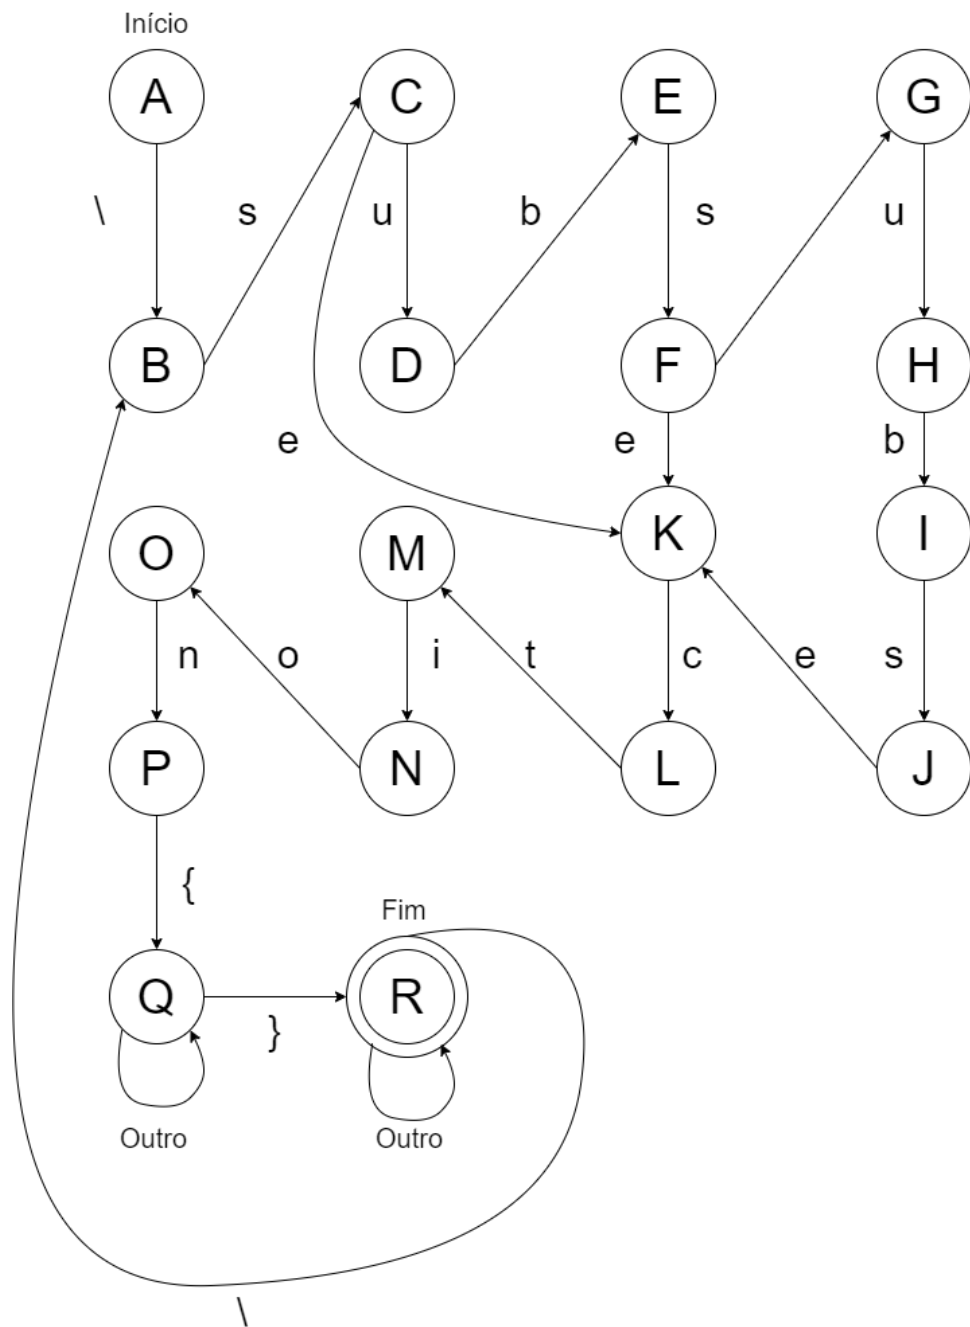 Início
A C E G
\ s u b s u
B D F H
e e b
O M K I
n o i t c e s
P N L J
{
Fim
Q R
}
Outro Outro
\